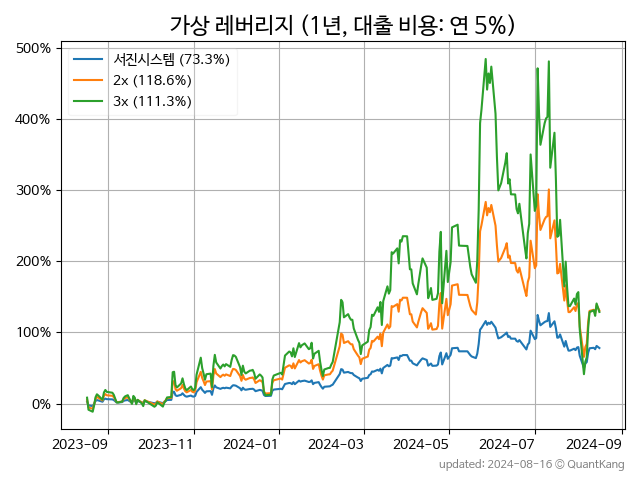 가상 레버리지 (1년, 대출 비용: 연 5%)
500%
400%
300%
200%
100%
0%
서진시스템 (73.3%)
2x (118.6%)
3x (111.3%)
2023-09
2023-11
2024-01
2024-03
2024-05
2024-07
2024-09
updated: 2024-08-16 © QuantKang